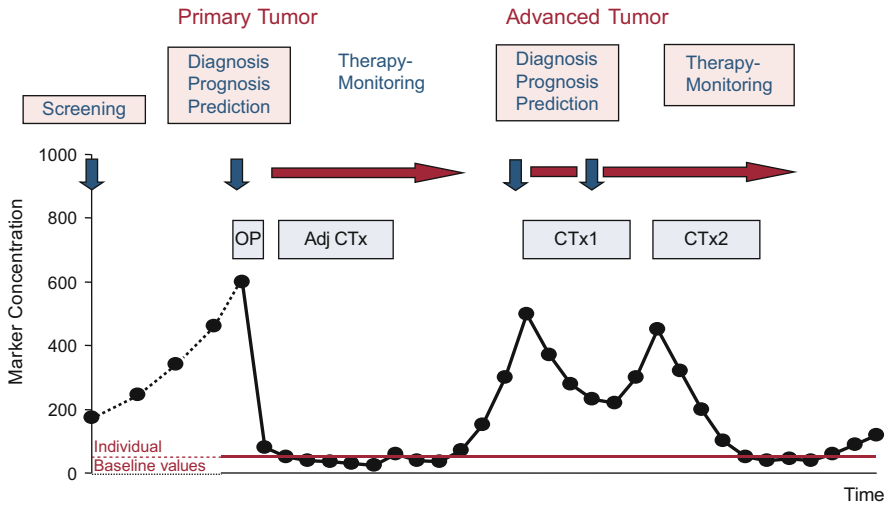 Primary Tumor
Advanced Tumor
Screening
Diagnosis
Prognosis
Prediction
Therapy-
Monitoring
Diagnosis
Prognosis
Prediction
Therapy-
Monitoring
Marker Concentration
1000
800
600
400
200
0
OP
Adj CTx
CTx1
CTx2
Individual
Baseline values
Time